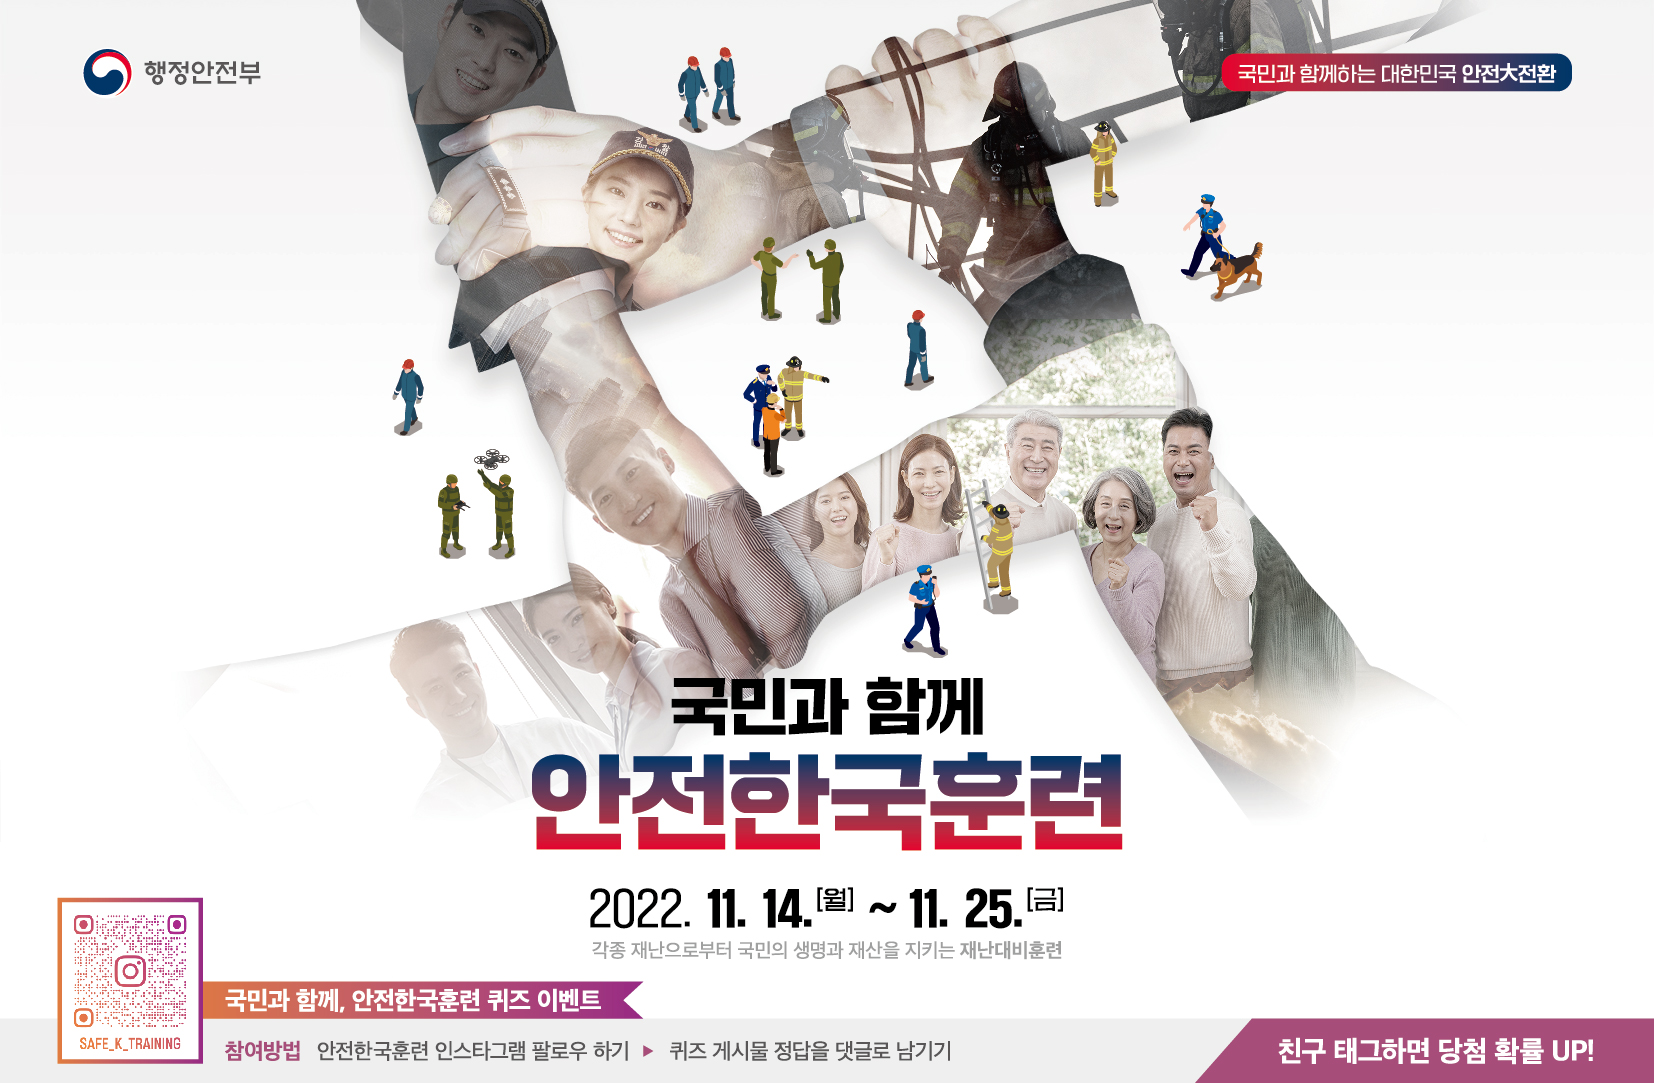 행정안전부
국민과 함께하는 대한민국 안전大전환
경찰
국민과 함께
안전한국훈련
2022. 11. 14.[월] ~ 11. 25.[금]
각종 재난으로부터 국민의 생명과 재산을 지키는 재난대비훈련
국민과 함께, 안전한국훈련 퀴즈 이벤트
SAFE_K_TRAINING
참여방법 안전한국훈련 인스타그램 팔로우 하기 ▶ 퀴즈 게시물 정답을 댓글로 남기기
친구 태그하면 당첨 확률 UP!